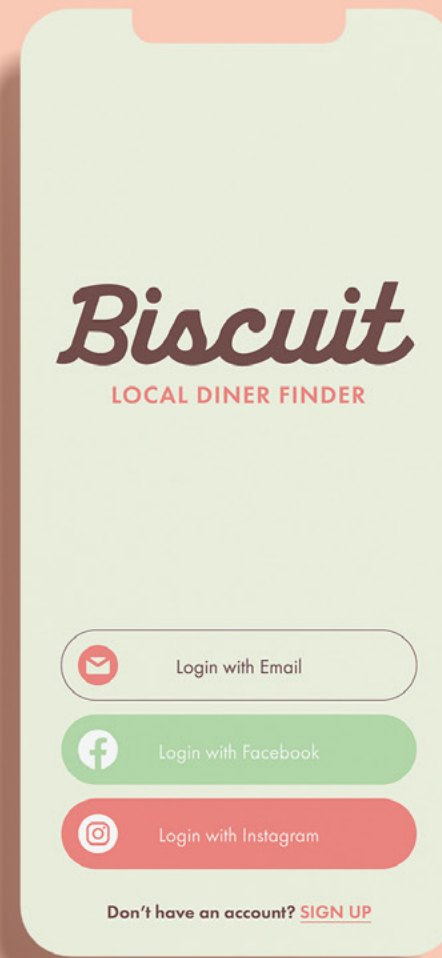 Biscuit
LOCAL DINER FINDER
Login with Email
Login with Facebook
Login with Instagram
Don't have an account? SIGN UP